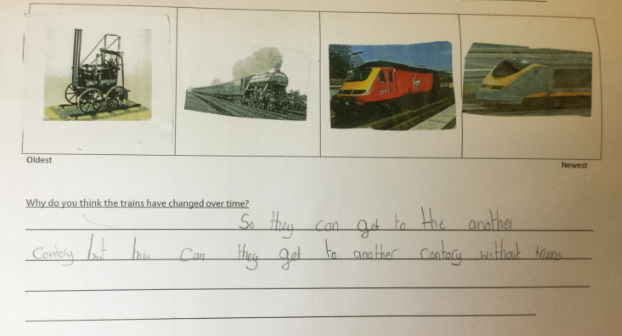 Oldest
Newest
Why do you think the trains have changed over time?
So they can get to the another
contory but how can they get to another contory without trians